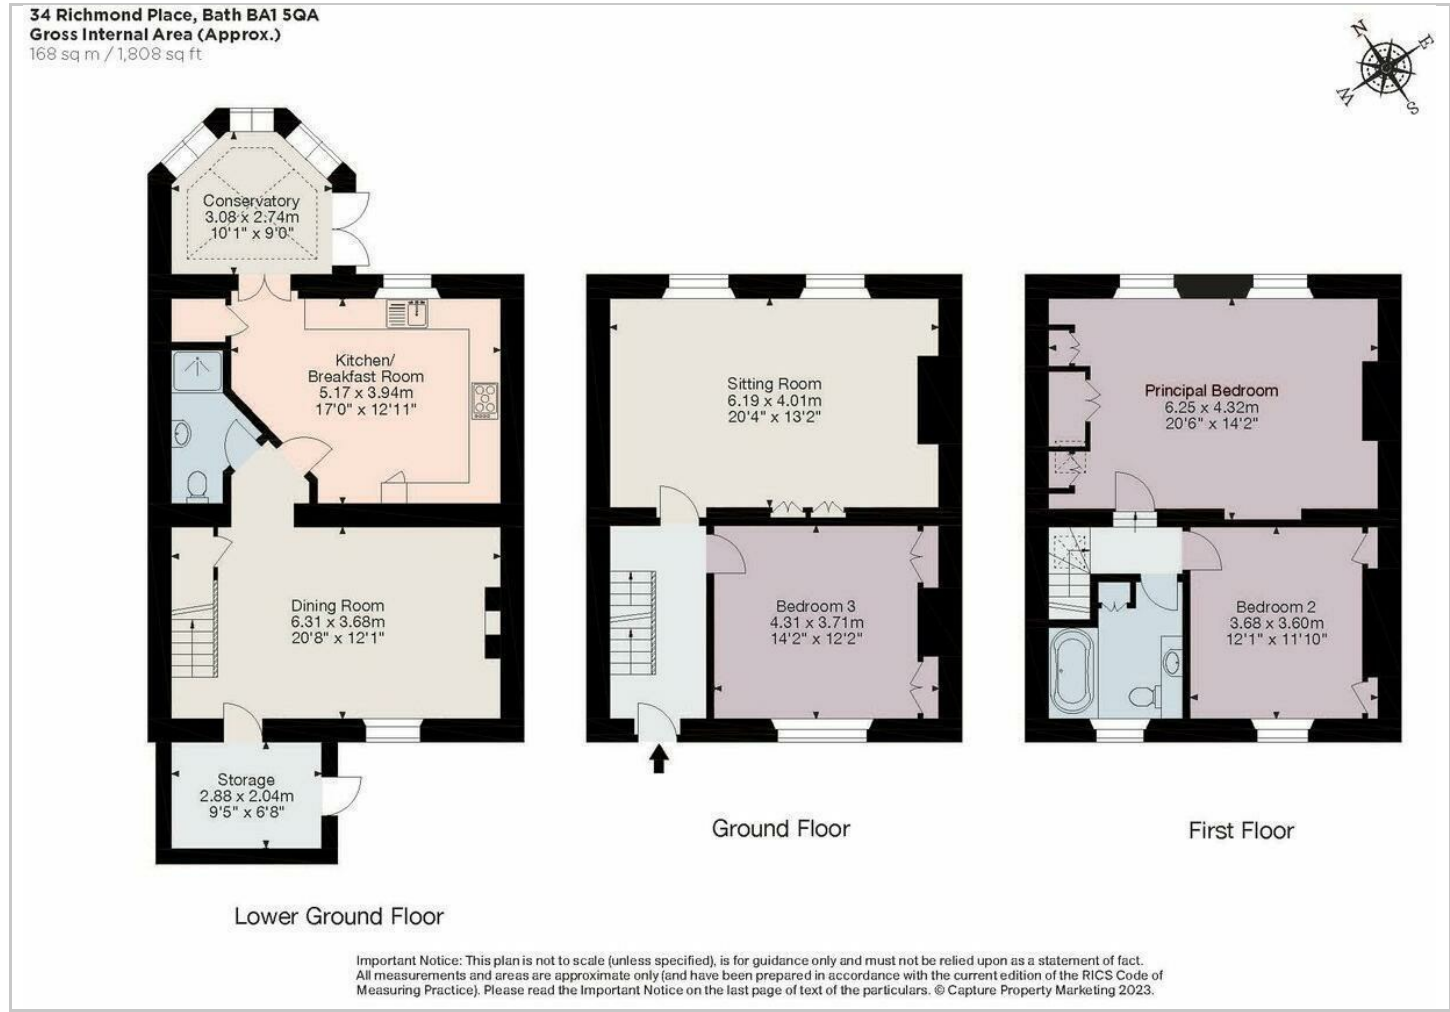 34 Richmond Place, Bath BA1 5QA
Gross Internal Area (Approx.)
168 sq m / 1,808 sq ft
N
E
W
S
Conservatory
3.08 x 2.74m
10'1" x 9'0"
Kitchen/
Breakfast Room
5.17 x 3.94m
17'0" x 12'11"
Dining Room
6.31 x 3.68m
20'8" x 12'1"
Storage
2.88 x 2.04m
9'5" x 6'8"
Lower Ground Floor
Sitting Room
6.19 x 4.01m
20'4" x 13'2"
Bedroom 3
4.31 x 3.71m
14'2" x 12'2"
Ground Floor
Principal Bedroom
6.25 x 4.32m
20'6" x 14'2"
Bedroom 2
3.68 x 3.60m
12'1" x 11'10"
First Floor
Important Notice: This plan is not to scale (unless specified), is for guidance only and must not be relied upon as a statement of fact.
All measurements and areas are approximate only (and have been prepared in accordance with the current edition of the RICS Code of
Measuring Practice). Please read the Important Notice on the last page of text of the particulars. © Capture Property Marketing 2023.